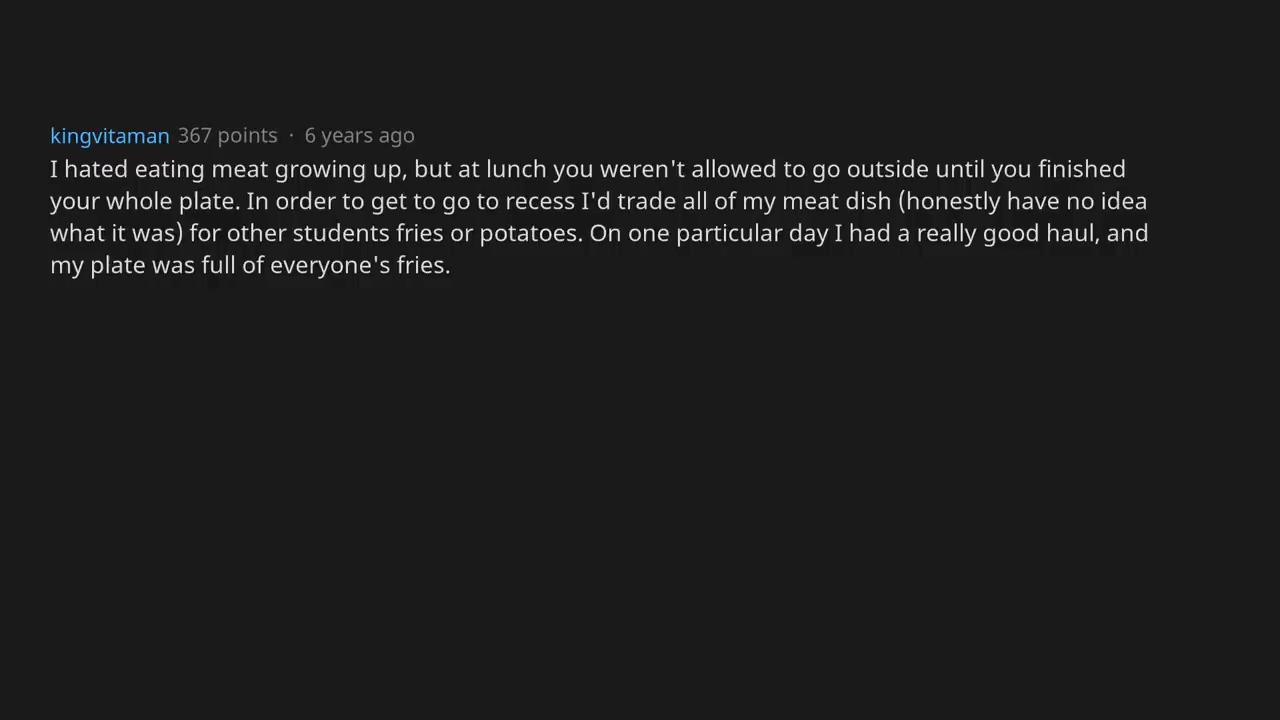 kingvitaman 367 points · 6 years ago
I hated eating meat growing up, but at lunch you weren't allowed to go outside until you finished
your whole plate. In order to get to go to recess I'd trade all of my meat dish (honestly have no idea
what it was) for other students fries or potatoes. On one particular day I had a really good haul, and
my plate was full of everyone's fries.